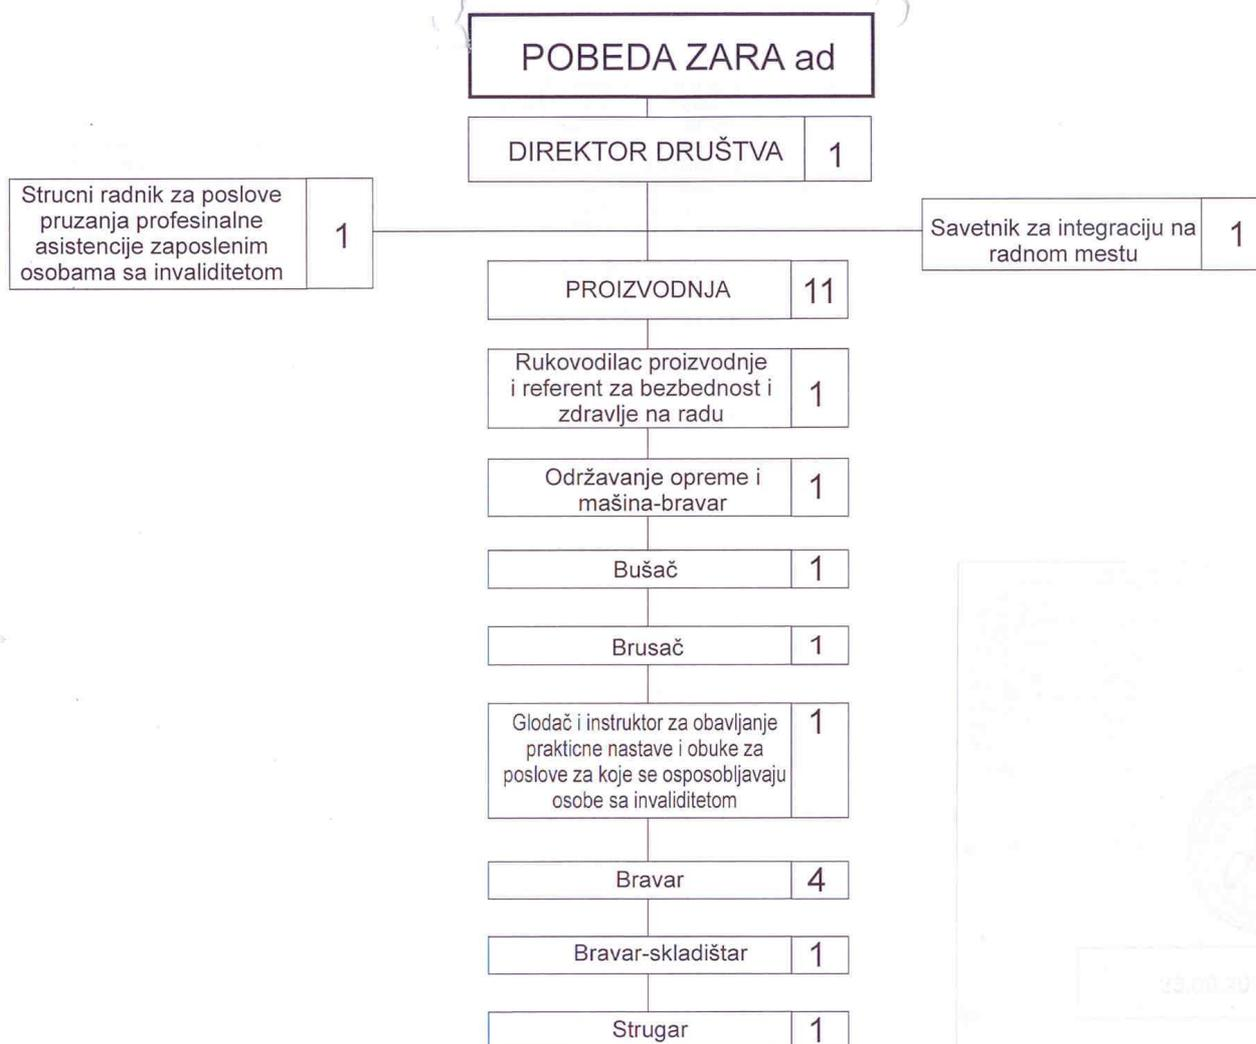 POBEDA ZARA ad
DIREKTOR DRUŠTVA 1
Strucni radnik za poslove
pruzanja profesinalne
asistencije zaposlenim
osobama sa invaliditetom
1
Savetnik za integraciju na
radnom mestu
1
PROIZVODNJA 11
Rukovodilac proizvodnje
i referent za bezbednost i
zdravlje na radu
1
Održavanje opreme i
mašina-bravar
1
Bušač 1
Brusač 1
Glodač i instruktor za obavljanje
prakticne nastave i obuke za
poslove za koje se osposobljavaju
osobe sa invaliditetom
1
Bravar 4
Bravar-skladištar 1
Strugar 1